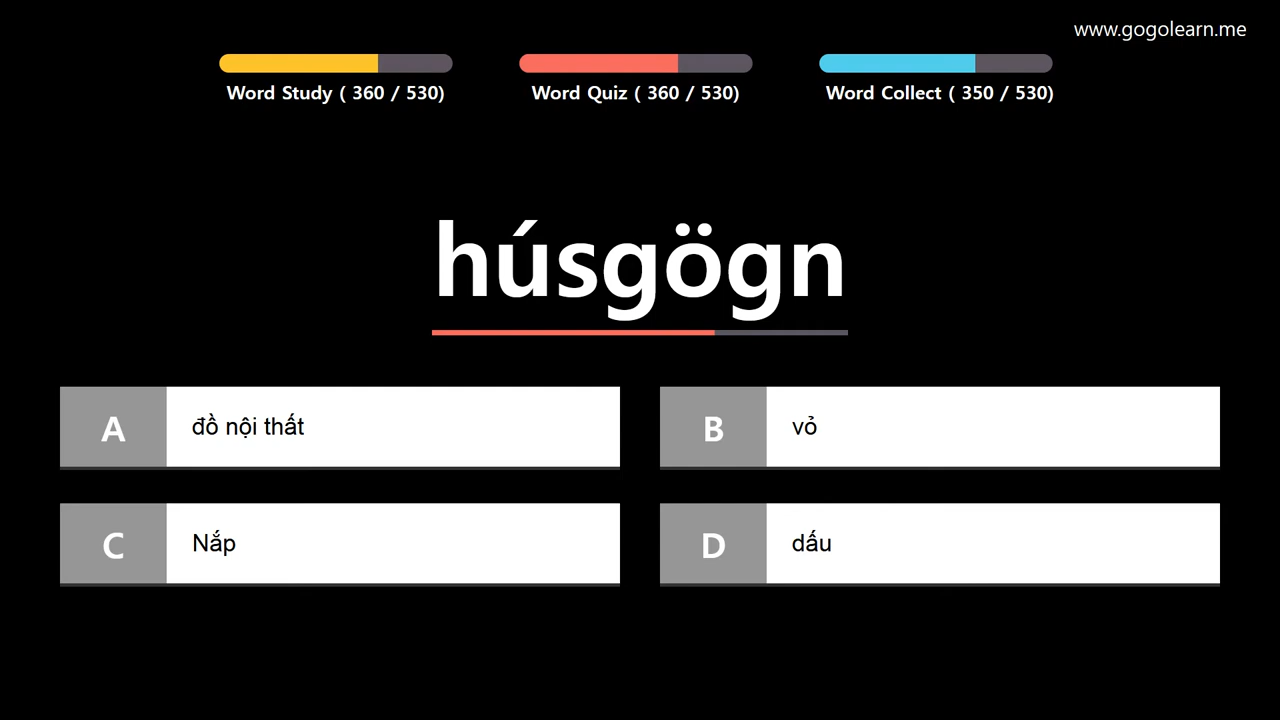 www.gogolearn.me
Word Study ( 360 / 530)
Word Quiz ( 360 / 530)
Word Collect ( 350 / 530)
húsgögn
A đồ nội thất
B vỏ
C Nắp
D dấu